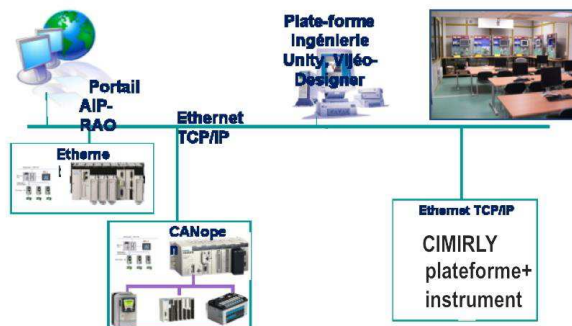 Plate-forme
Ingénierie
Unity Vijéo-
Designer
Portail
AIP-
RAO
Ethernet
TCP/IP
Etherne
t
CANope
n
Ethernet TCP/IP
CIMIRLY
plateforme+
instrument